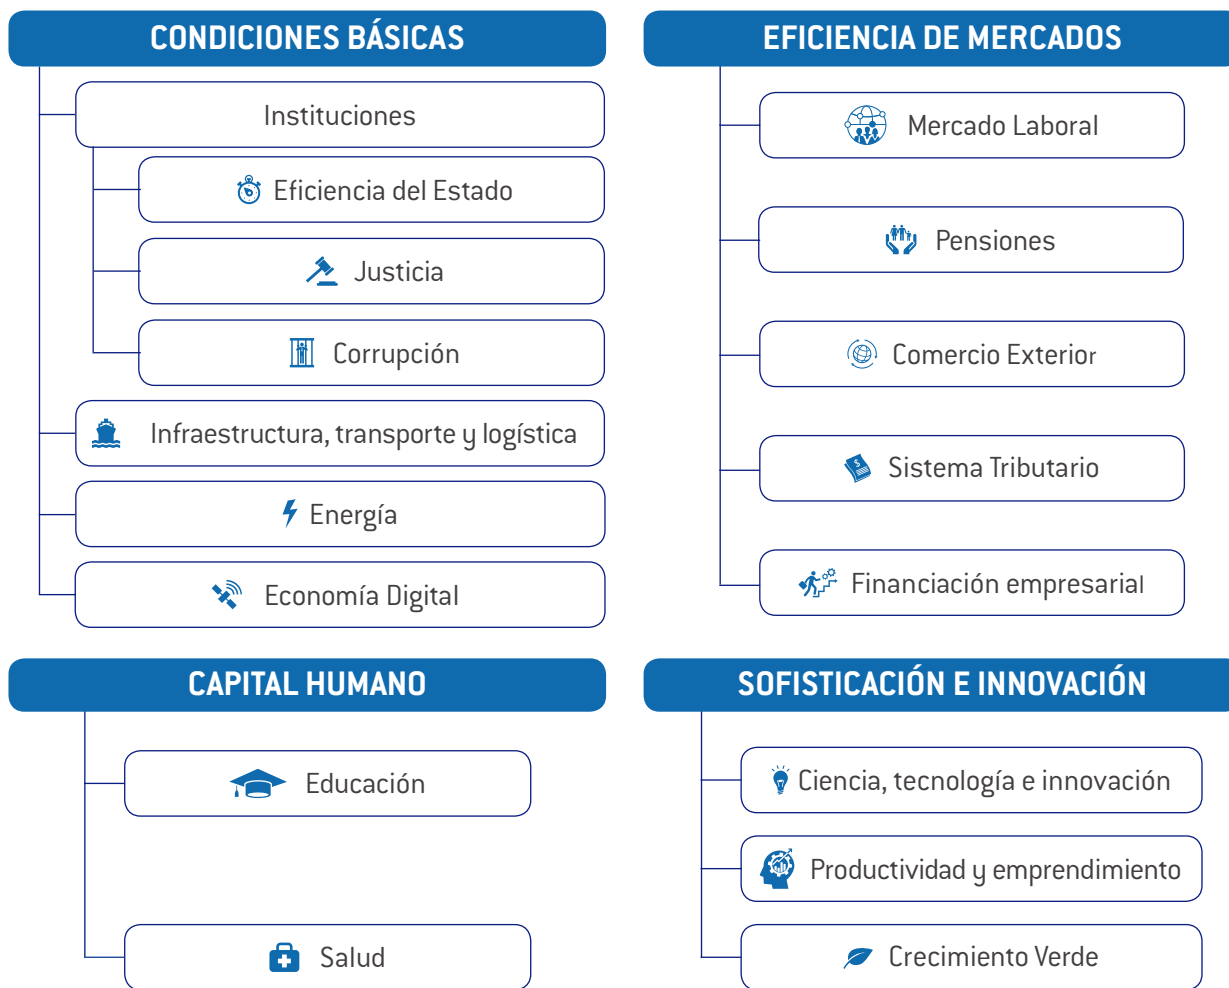 CONDICIONES BÁSICAS
Instituciones
Eficiencia del Estado
Justicia
Corrupción
Infraestructura, transporte y logística
Energía
Economía Digital
EFICIENCIA DE MERCADOS
Mercado Laboral
Pensiones
Comercio Exterior
Sistema Tributario
Financiación empresarial
CAPITAL HUMANO
Educación
Salud
SOFISTICACIÓN E INNOVACIÓN
Ciencia, tecnología e innovación
Productividad y emprendimiento
Crecimiento Verde